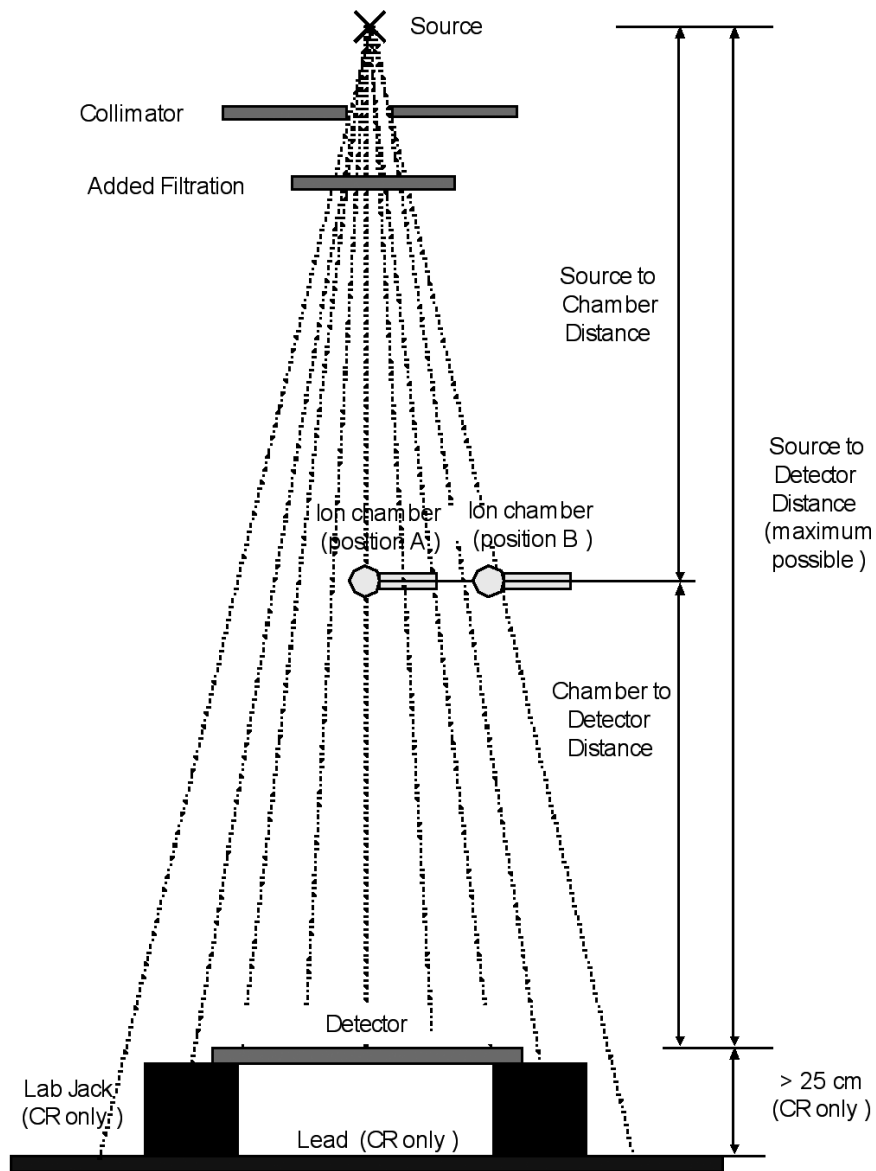 Source
Collimator
Added Filtration
Source to
Chamber
Distance
Source to
Detector
Distance
(maximum
possible )
Ion chamber
(position A )
Ion chamber
(position B )
Chamber to
Detector
Distance
Detector
Lab Jack
(CR only )
Lead (CR only )
> 25 cm
(CR only )